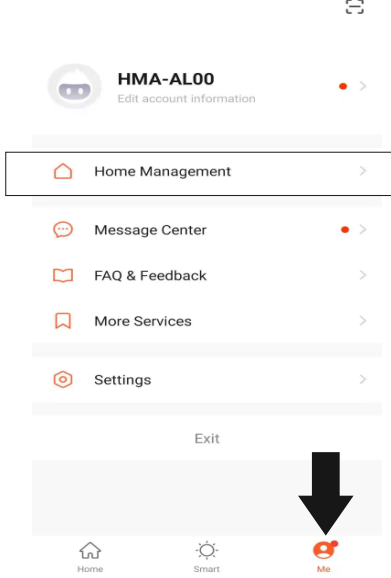 HMA-AL00
Edit account information
Home Management
Message Center
FAQ & Feedback
More Services
Settings
Exit
Home
Smart
Me